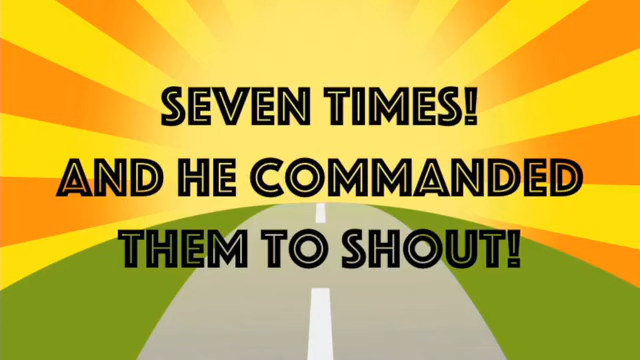 SEVEN TIMES!
AND HE COMMANDED
THEM TO SHOUT!